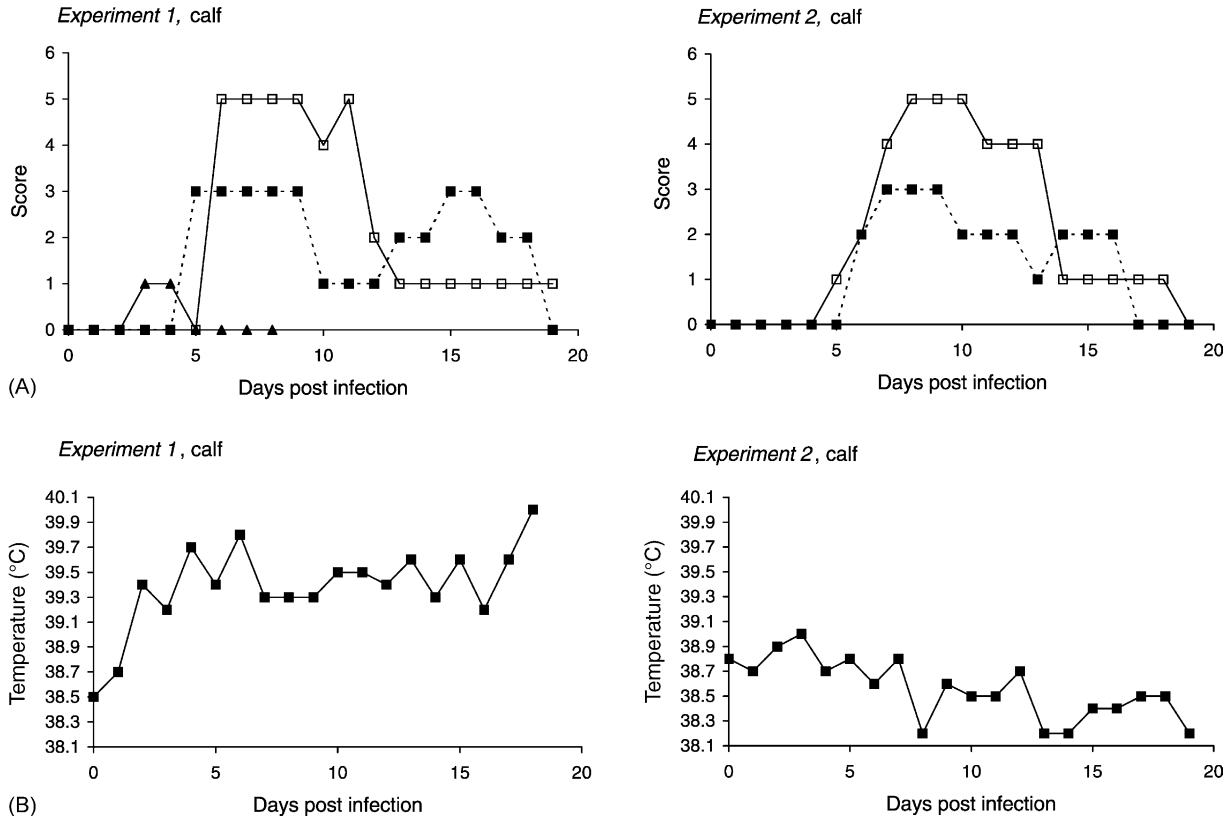 Experiment 1, calf
6
5
4
3
2
1
0
Score
0 5 10 15 20
Days post infection
(A)
Experiment 2, calf
6
5
4
3
2
1
0
Score
0 5 10 15 20
Days post infection
Experiment 1, calf
40.1
39.9
39.7
39.5
39.3
39.1
38.9
38.7
38.5
38.3
38.1
Temperature (°C)
0 5 10 15 20
Days post infection
(B)
Experiment 2, calf
40.1
39.9
39.7
39.5
39.3
39.1
38.9
38.7
38.5
38.3
38.1
Temperature (°C)
0 5 10 15 20
Days post infection